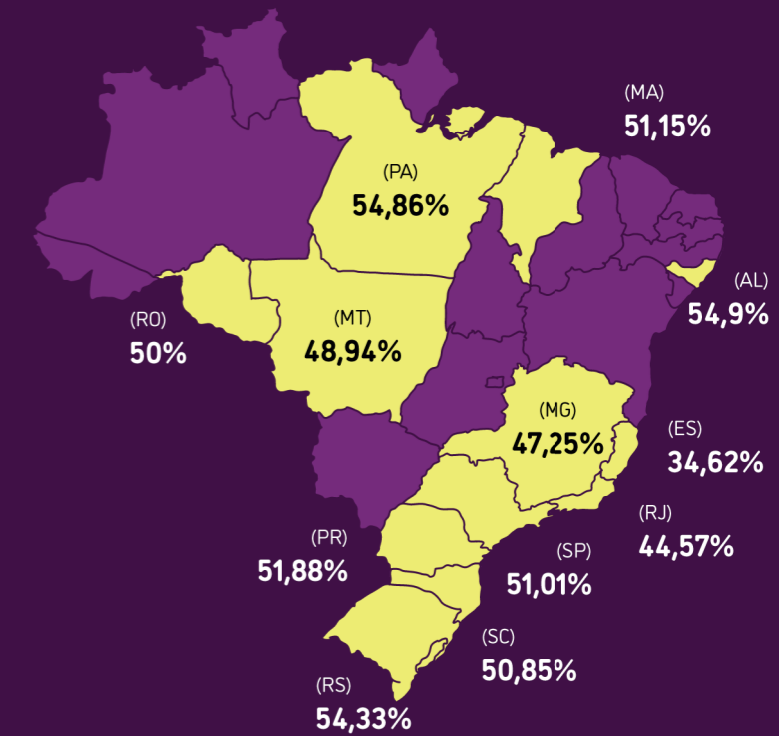 (MA)
51,15%
(PA)
54,86%
(AL)
54,9%
(RO)
50%
(MT)
48,94%
(MG)
47,25%
(ES)
34,62%
(RJ)
44,57%
(PR)
51,88%
(SP)
51,01%
(SC)
50,85%
(RS)
54,33%